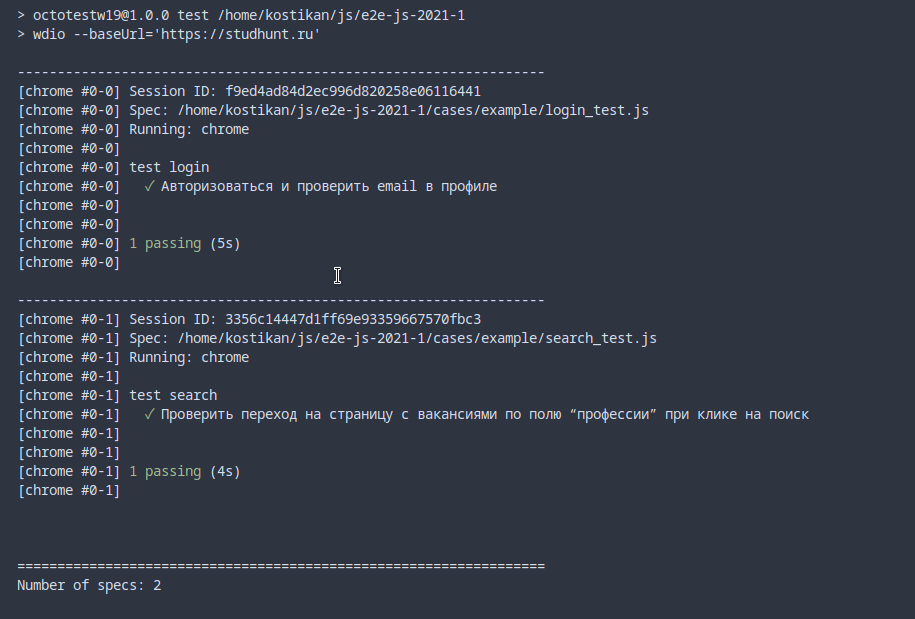 > octotestw19@1.0.0 test /home/kostikan/js/e2e-js-2021-1
> wdio --baseUrl='https://studhunt.ru'
------------------------------------------------------------------
[chrome #0-0] Session ID: f9ed4ad84d2ec996d820258e06116441
[chrome #0-0] Spec: /home/kostikan/js/e2e-js-2021-1/cases/example/login_test.js
[chrome #0-0] Running: chrome
[chrome #0-0]
[chrome #0-0] test login
[chrome #0-0]   ✓ Авторизоваться и проверить email в профиле
[chrome #0-0]
[chrome #0-0]
[chrome #0-0] 1 passing (5s)
[chrome #0-0]
------------------------------------------------------------------
[chrome #0-1] Session ID: 3356c14447d1ff69e93359667570fbc3
[chrome #0-1] Spec: /home/kostikan/js/e2e-js-2021-1/cases/example/search_test.js
[chrome #0-1] Running: chrome
[chrome #0-1]
[chrome #0-1] test search
[chrome #0-1]   ✓ Проверить переход на страницу с вакансиями по полю “профессии” при клике на поиск
[chrome #0-1]
[chrome #0-1]
[chrome #0-1] 1 passing (4s)
[chrome #0-1]
==================================================================
Number of specs: 2